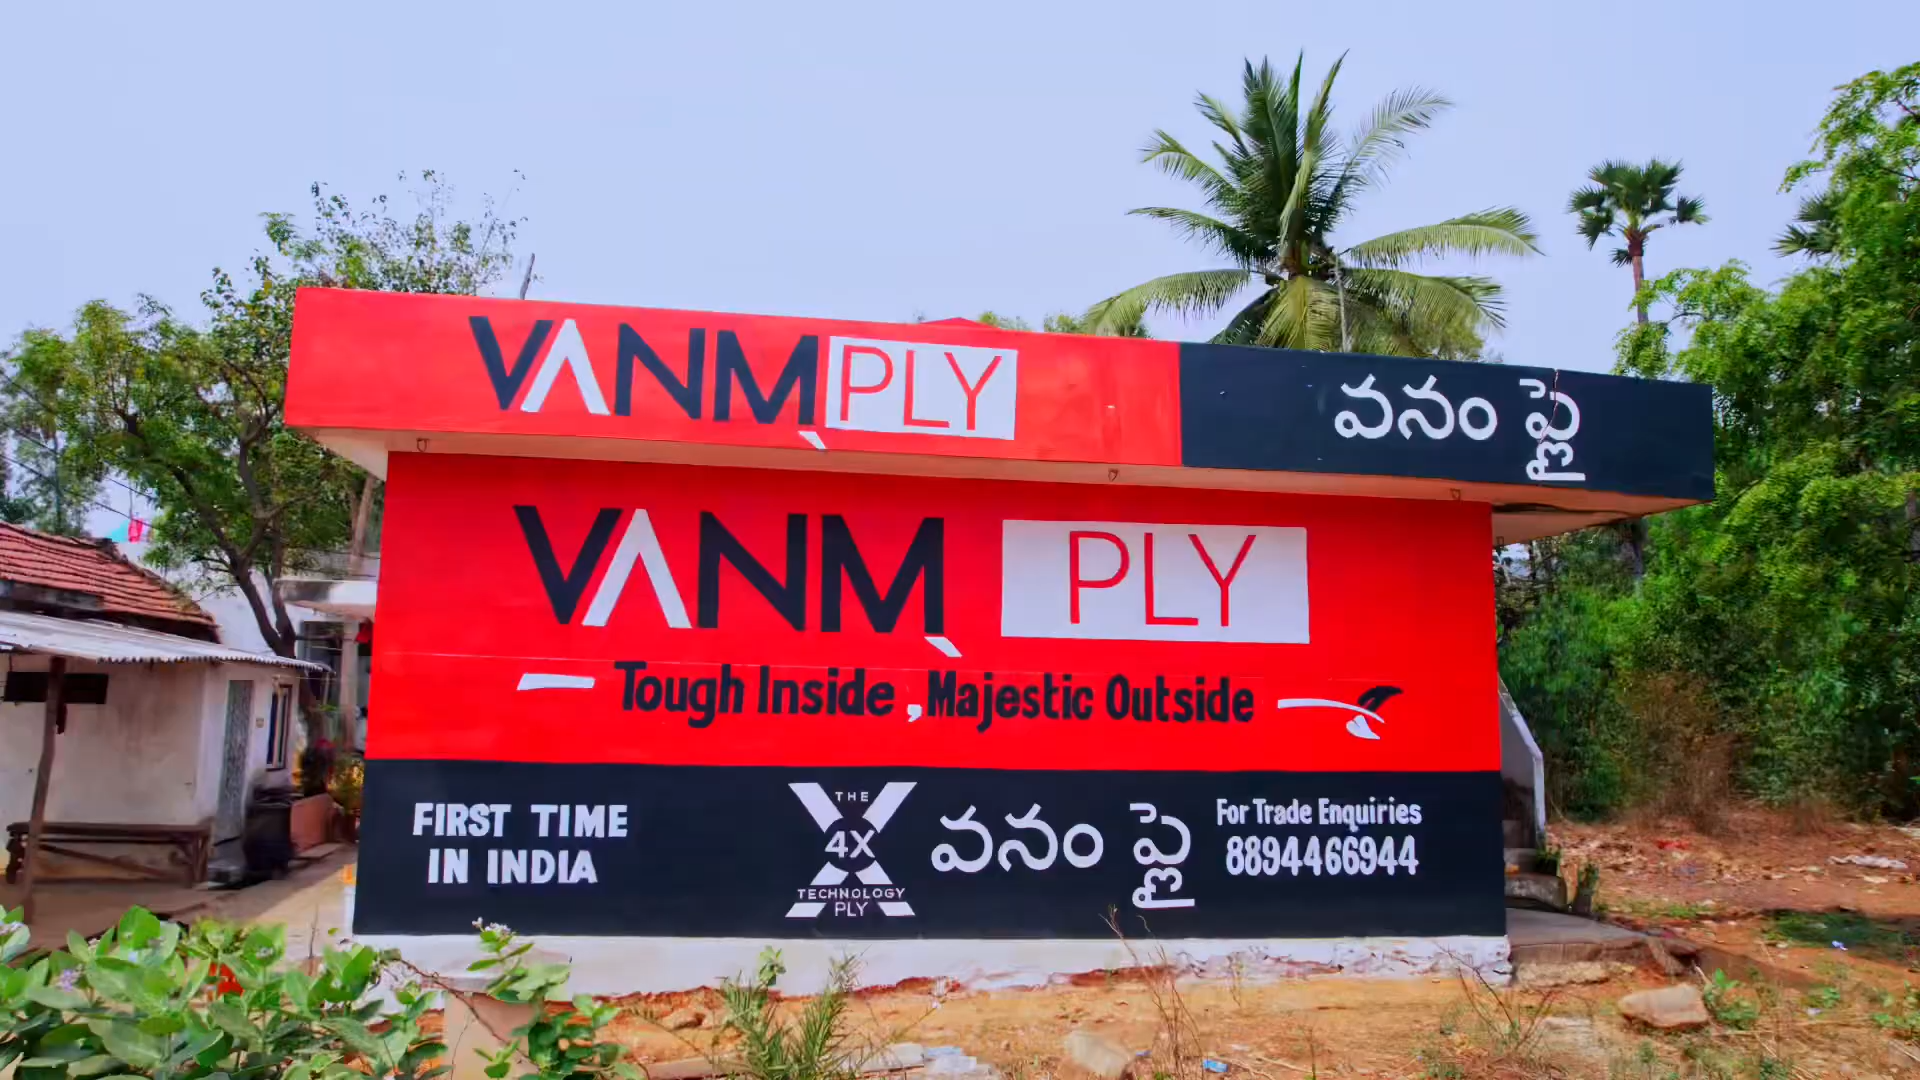 VANM PLY
వనం ప్లై
VANM PLY
Tough Inside, Majestic Outside
FIRST TIME
IN INDIA
THE
4X
TECHNOLOGY
PLY
వనం ప్లై
For Trade Enquiries
8894466944